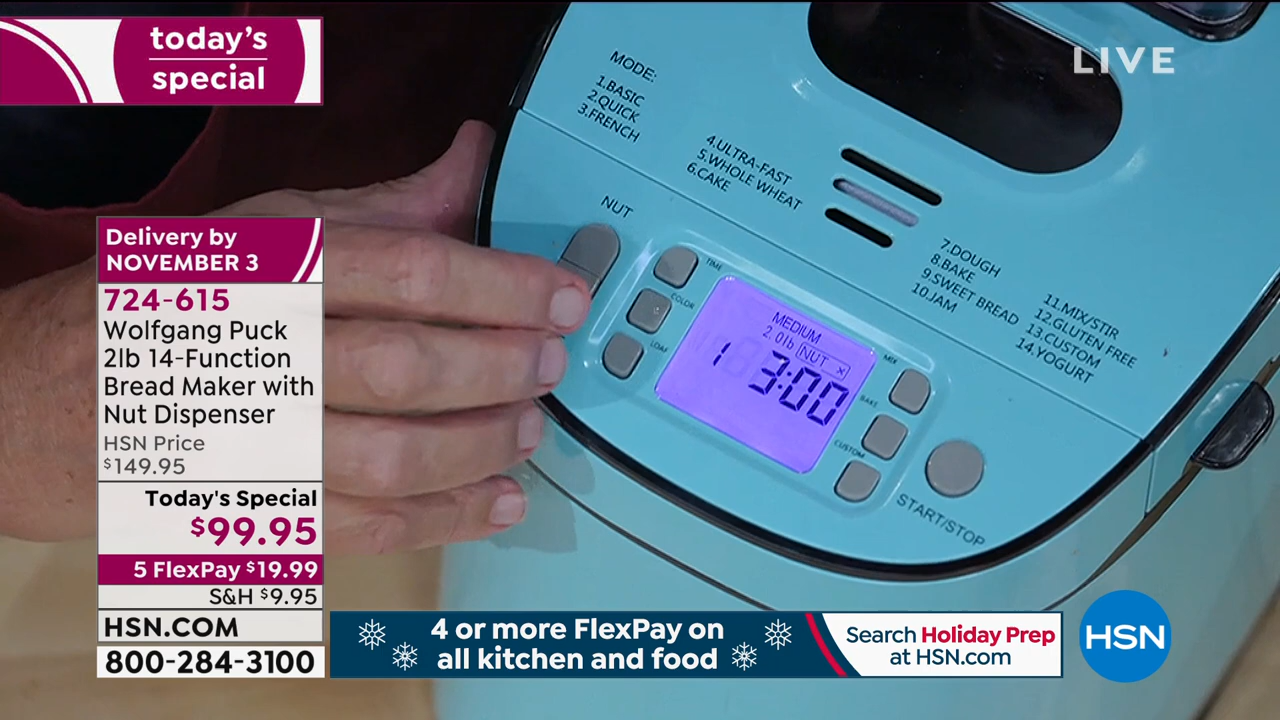 today's
special
LIVE
Delivery by
NOVEMBER 3
724-615
Wolfgang Puck
2lb 14-Function
Bread Maker with
Nut Dispenser
HSN Price
$149.95
Today's Special
$99.95
5 FlexPay $19.99
S&H $9.95
HSN.COM
800-284-3100
MODE:
1.BASIC
2.QUICK
3.FRENCH
4.ULTRA-FAST
5.WHOLE WHEAT
6.CAKE
7.DOUGH
8.BAKE
9.SWEET BREAD
10.JAM
11.MIX/STIR
12.GLUTEN FREE
13.CUSTOM
14.YOGURT
NUT
TIME
COLOR
LOAF
MEDIUM
2.0lb NUT x
1 3:00
MIX
BAKE
CUSTOM
START/STOP
4 or more FlexPay on
all kitchen and food
Search Holiday Prep
at HSN.com
HSN